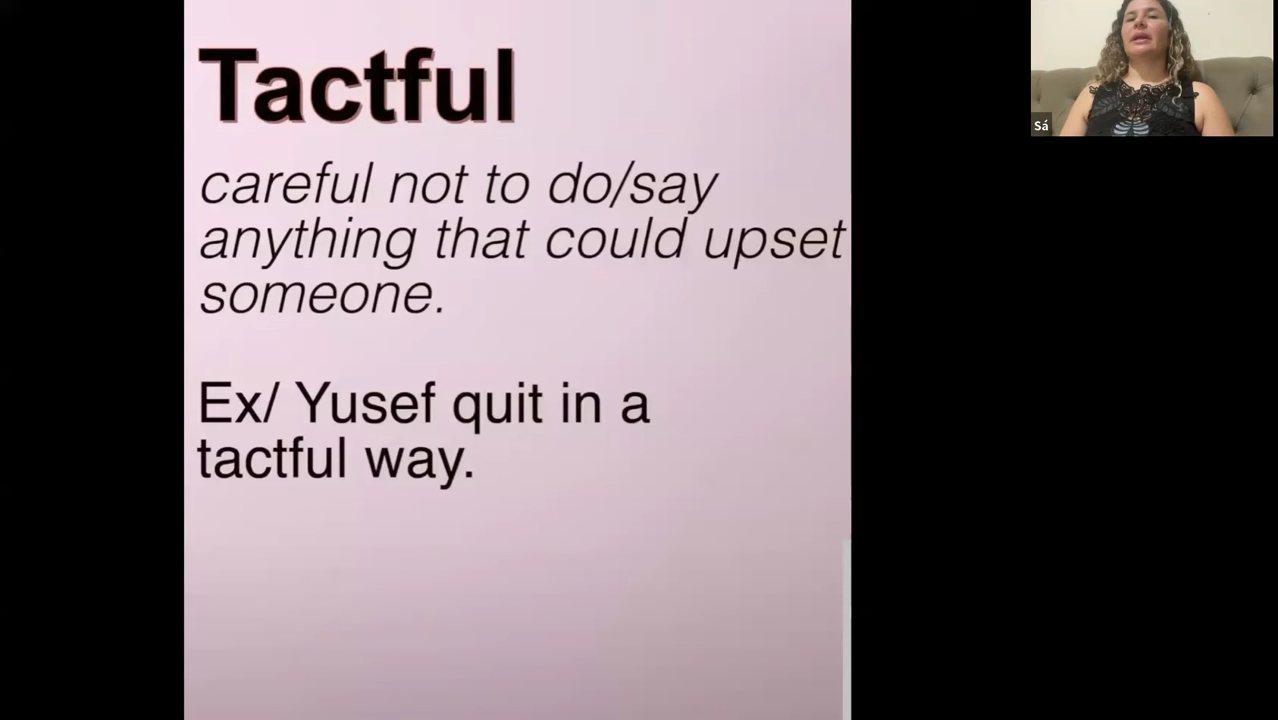 Tactful
careful not to do/say
anything that could upset
someone.
Ex/ Yusef quit in a
tactful way.
Sá